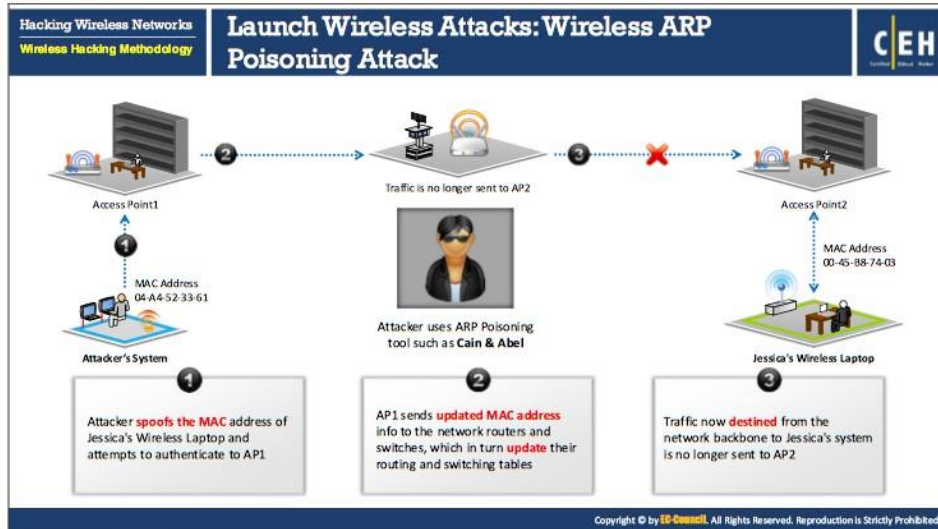 Hacking Wireless Networks
Wireless Hacking Methodology
Launch Wireless Attacks: Wireless ARP
Poisoning Attack
C|EH
Certified Ethical Hacker
2
3
Access Point1
Traffic is no longer sent to AP2
Access Point2
1
MAC Address
04-A4-52-33-61
MAC Address
00-45-B8-74-03
Attacker's System
Attacker uses ARP Poisoning
tool such as Cain & Abel
Jessica's Wireless Laptop
1
Attacker spoofs the MAC address of
Jessica's Wireless Laptop and
attempts to authenticate to AP1
2
AP1 sends updated MAC address
info to the network routers and
switches, which in turn update their
routing and switching tables
3
Traffic now destined from the
network backbone to Jessica's system
is no longer sent to AP2
Copyright © by EC-Council. All Rights Reserved. Reproduction is Strictly Prohibited